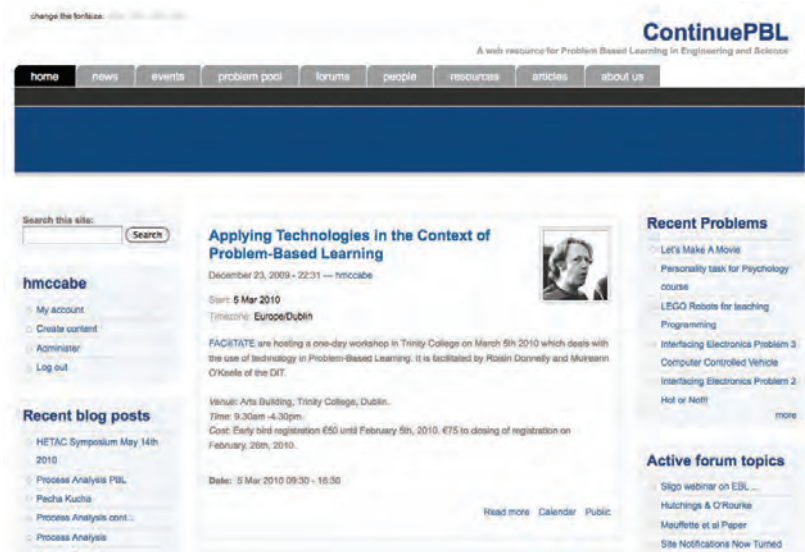 change the fontsize:
ContinuePBL
A web resource for Problem Based Learning in Engineering and Science
home news events problem pool forums people resources articles about us
Search this site:
Search
hmccabe
My account
Create content
Administer
Log out
Recent blog posts
HETAC Symposium May 14th
2010
Process Analysis PBL
Pecha Kucha
Process Analysis cont...
Process Analysis
Applying Technologies in the Context of
Problem-Based Learning
December 23, 2009 - 22:31 — hmccabe
Start: 5 Mar 2010
Timezone: Europe/Dublin
FACILITATE are hosting a one-day workshop in Trinity College on March 5th 2010 which deals with
the use of technology in Problem-Based Learning. It is facilitated by Roisin Donnelly and Muireann
O'Keefe of the DIT.
Venue: Arts Building, Trinity College, Dublin.
Time: 9.30am -4.30pm.
Cost: Early bird registration €50 until February 5th, 2010. €75 to closing of registration on
February, 26th, 2010.
Date: 5 Mar 2010 09:30 - 16:30
Read more Calendar Public
Recent Problems
Let's Make A Movie
Personality task for Psychology
course
LEGO Robots for teaching
Programming
Interfacing Electronics Problem 3
Computer Controlled Vehicle
Interfacing Electronics Problem 2
Hot or Not!!
more
Active forum topics
Sligo webinar on EBL ...
Hutchings & O'Rourke
Mauffette et al Paper
Site Notifications Now Turned